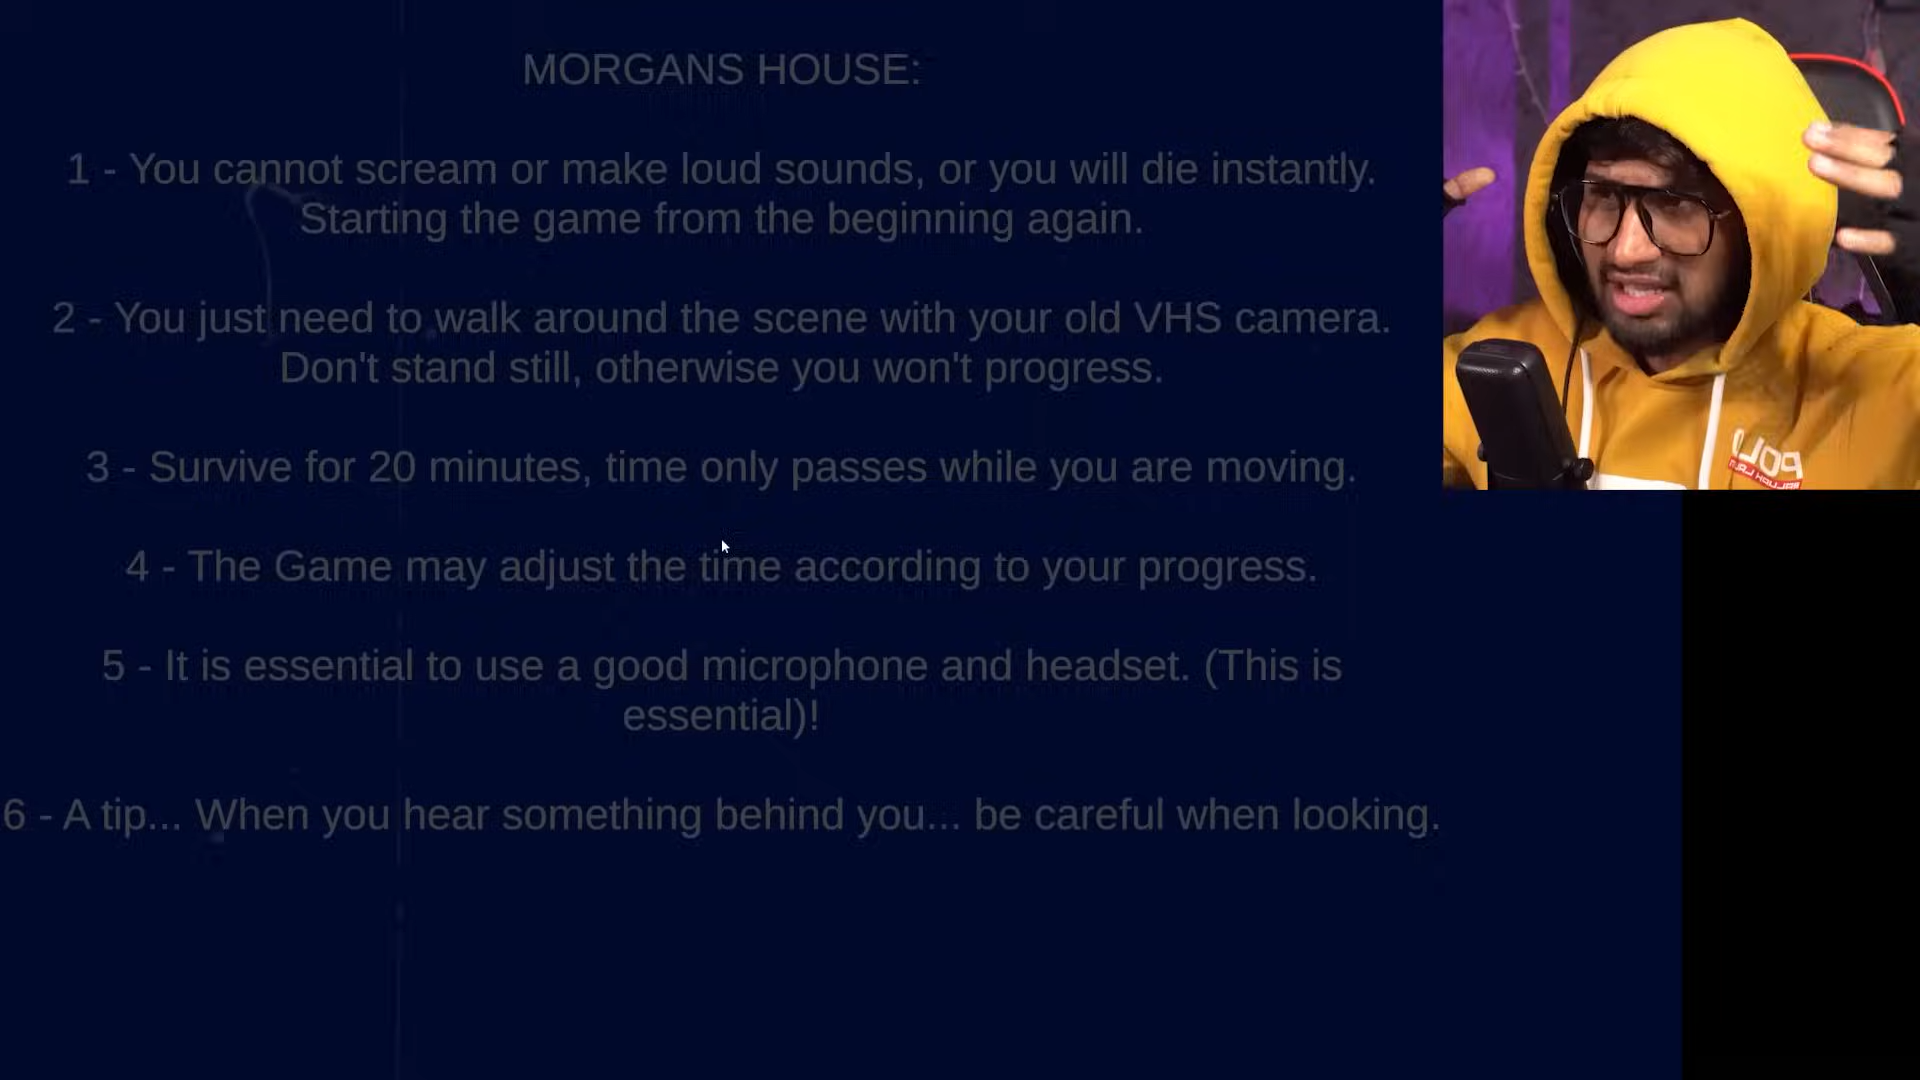 MORGANS HOUSE:
1 - You cannot scream or make loud sounds, or you will die instantly.
Starting the game from the beginning again.
2 - You just need to walk around the scene with your old VHS camera.
Don't stand still, otherwise you won't progress.
3 - Survive for 20 minutes, time only passes while you are moving.
4 - The Game may adjust the time according to your progress.
5 - It is essential to use a good microphone and headset. (This is
essential)!
6 - A tip... When you hear something behind you... be careful when looking.